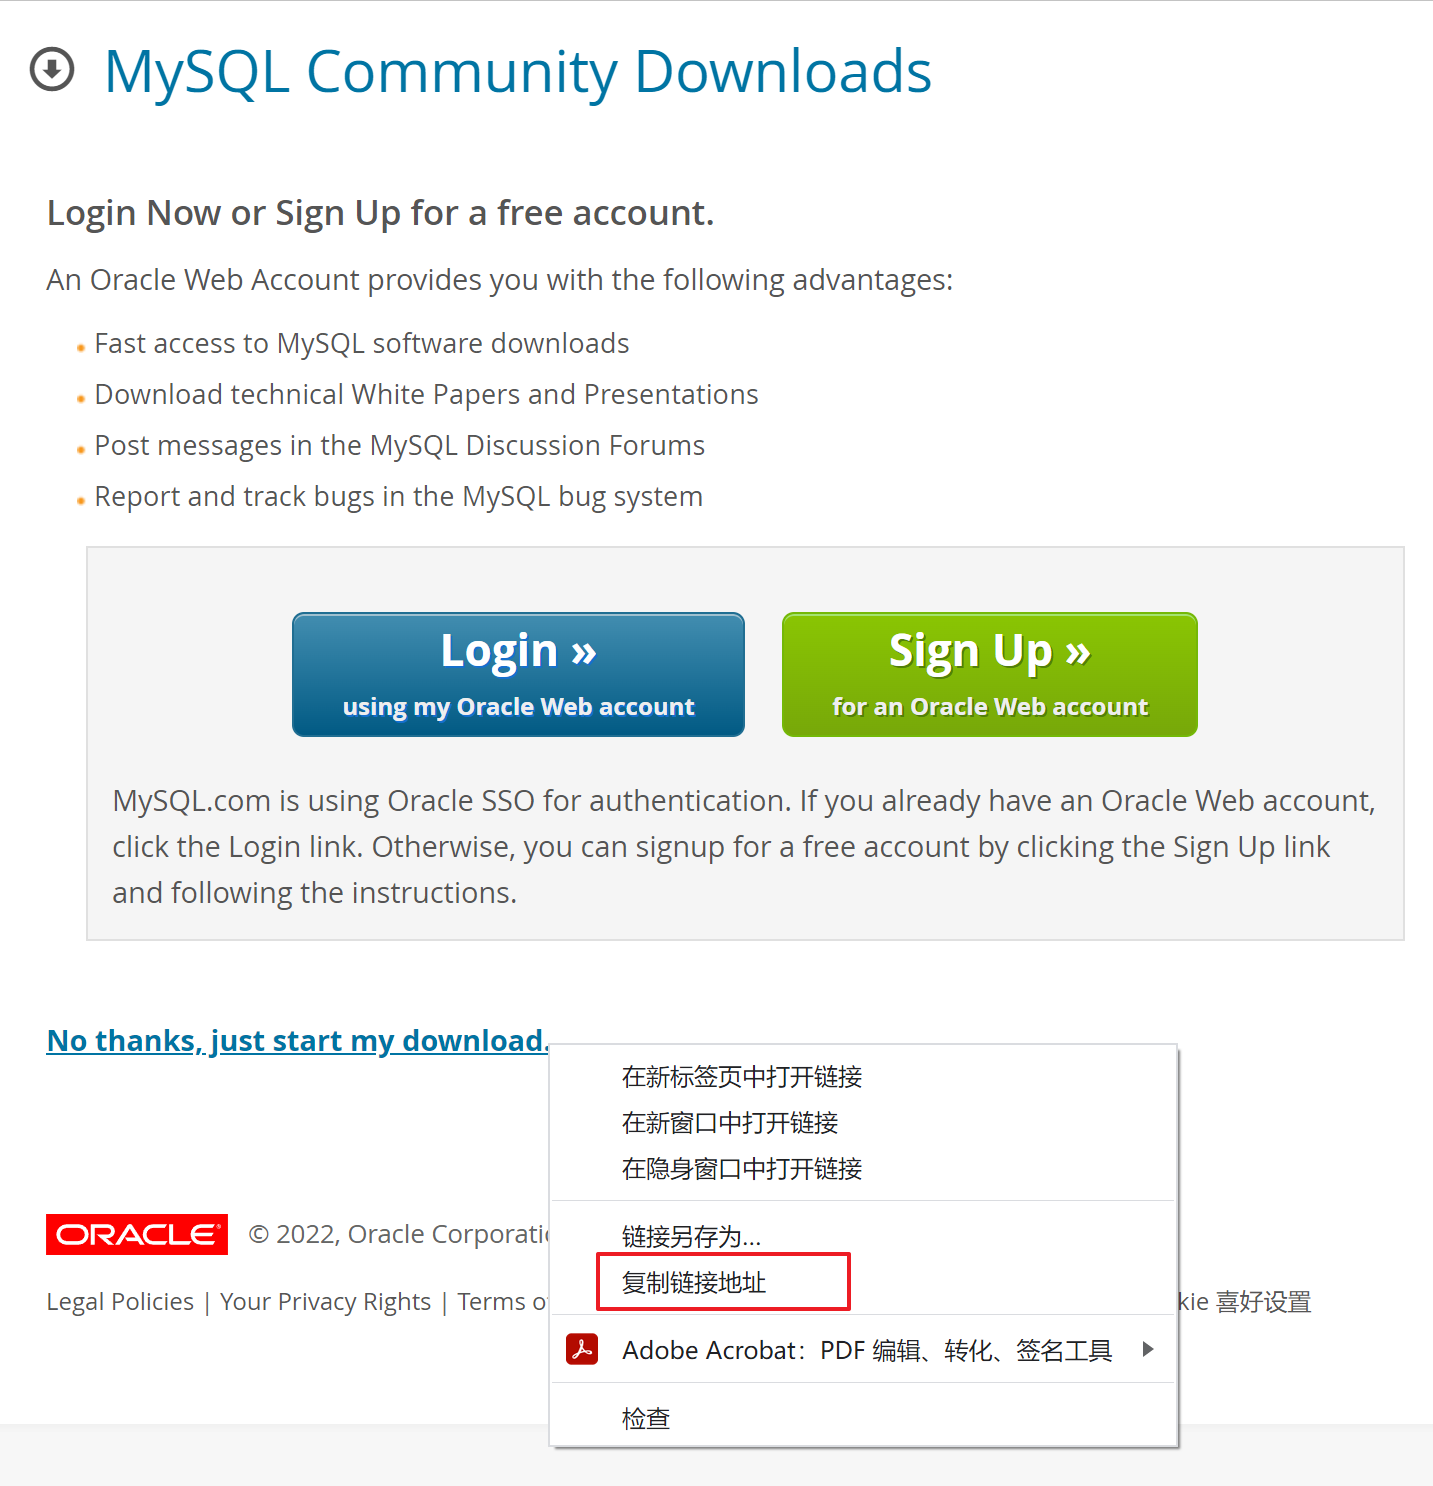 MySQL Community Downloads
Login Now or Sign Up for a free account.
An Oracle Web Account provides you with the following advantages:
Fast access to MySQL software downloads
Download technical White Papers and Presentations
Post messages in the MySQL Discussion Forums
Report and track bugs in the MySQL bug system
Login »
using my Oracle Web account
Sign Up »
for an Oracle Web account
MySQL.com is using Oracle SSO for authentication. If you already have an Oracle Web account,
click the Login link. Otherwise, you can signup for a free account by clicking the Sign Up link
and following the instructions.
No thanks, just start my download.
在新标签页中打开链接
在新窗口中打开链接
在隐身窗口中打开链接
链接另存为...
复制链接地址
Adobe Acrobat：PDF 编辑、转化、签名工具
检查
ORACLE © 2022, Oracle
Legal Policies | Your Privacy Rights | Terms
喜好设置